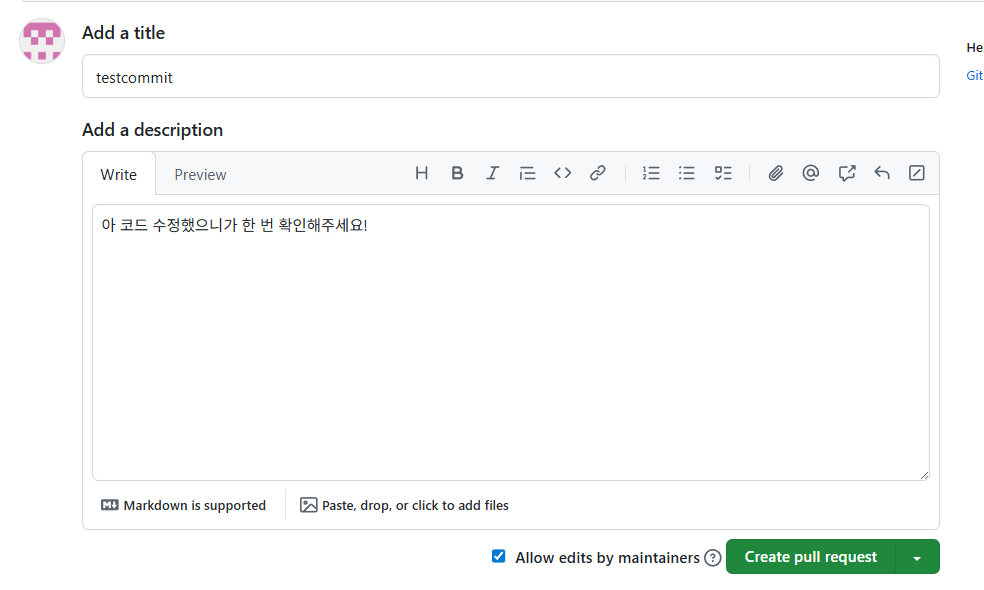 Add a title
He
testcommit
Git
Add a description
Write Preview
아 코드 수정했으니가 한 번 확인해주세요!
Markdown is supported
Paste, drop, or click to add files
Allow edits by maintainers
Create pull request